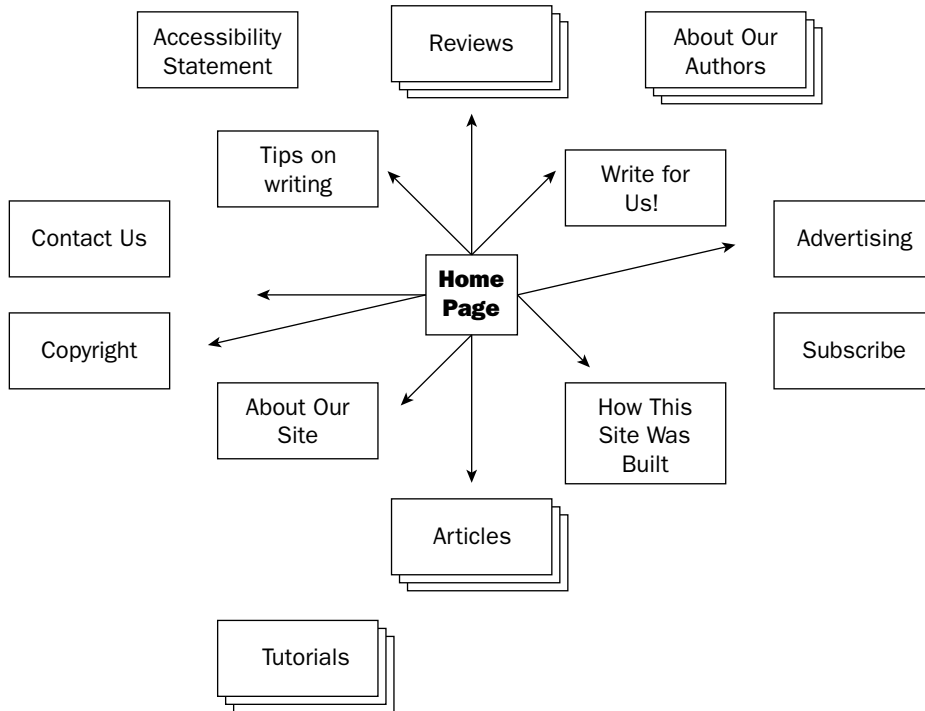 Accessibility
Statement
Reviews
About Our
Authors
Tips on
writing
Write for
Us!
Contact Us
Home
Page
Advertising
Copyright
Subscribe
About Our
Site
How This
Site Was
Built
Articles
Tutorials